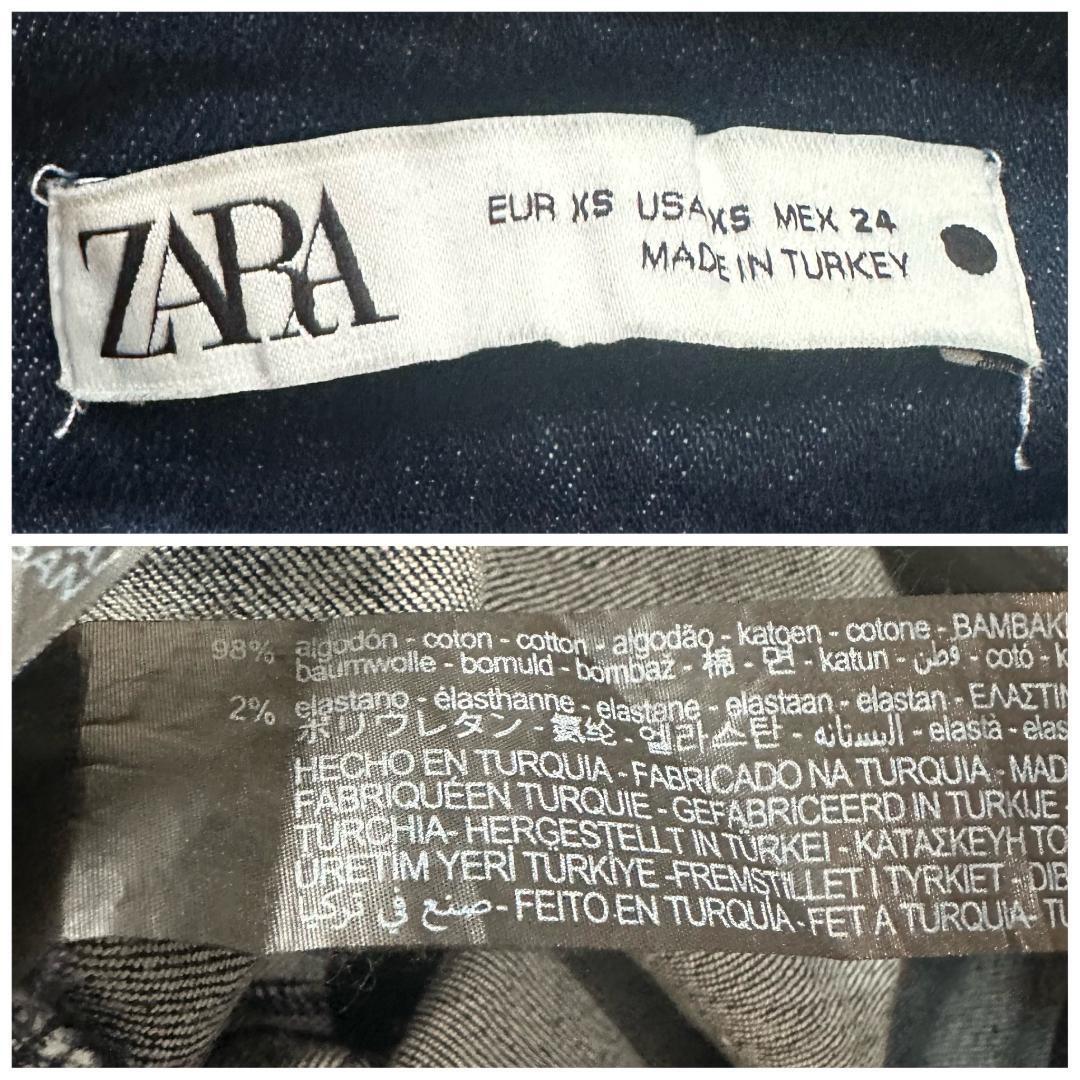 ZARA
EUR XS USA XS MEX 24
MADE IN TURKEY
98% algodón - coton - cotton - algodão - katoen - cotone - BAMBAK
baumwolle - bomuld - bombaž - 棉 - 면 - katun - قطن - cotó - k
2% elastano - élasthanne - elastane - elastaan - elastan - ΕΛΑΣΤΙΝ
ポリウレタン - 氨纶 - 엘라스탄 - الیستانه - elastà - elas
HECHO EN TURQUIA - FABRICADO NA TURQUIA - MAD
FABRIQUÉ EN TURQUIE - GEFABRICEERD IN TURKIJE -
TURCHIA - HERGESTELLT IN TÜRKEI - ΚΑΤΑΣΚΕΥΗ ΤΟ
ÜRETIM YERİ TÜRKİYE - FREMSTILLET I TYRKIET - DIB
صنع في تركيا - FEITO EN TURQUIA - FET A TURQUIA - TU